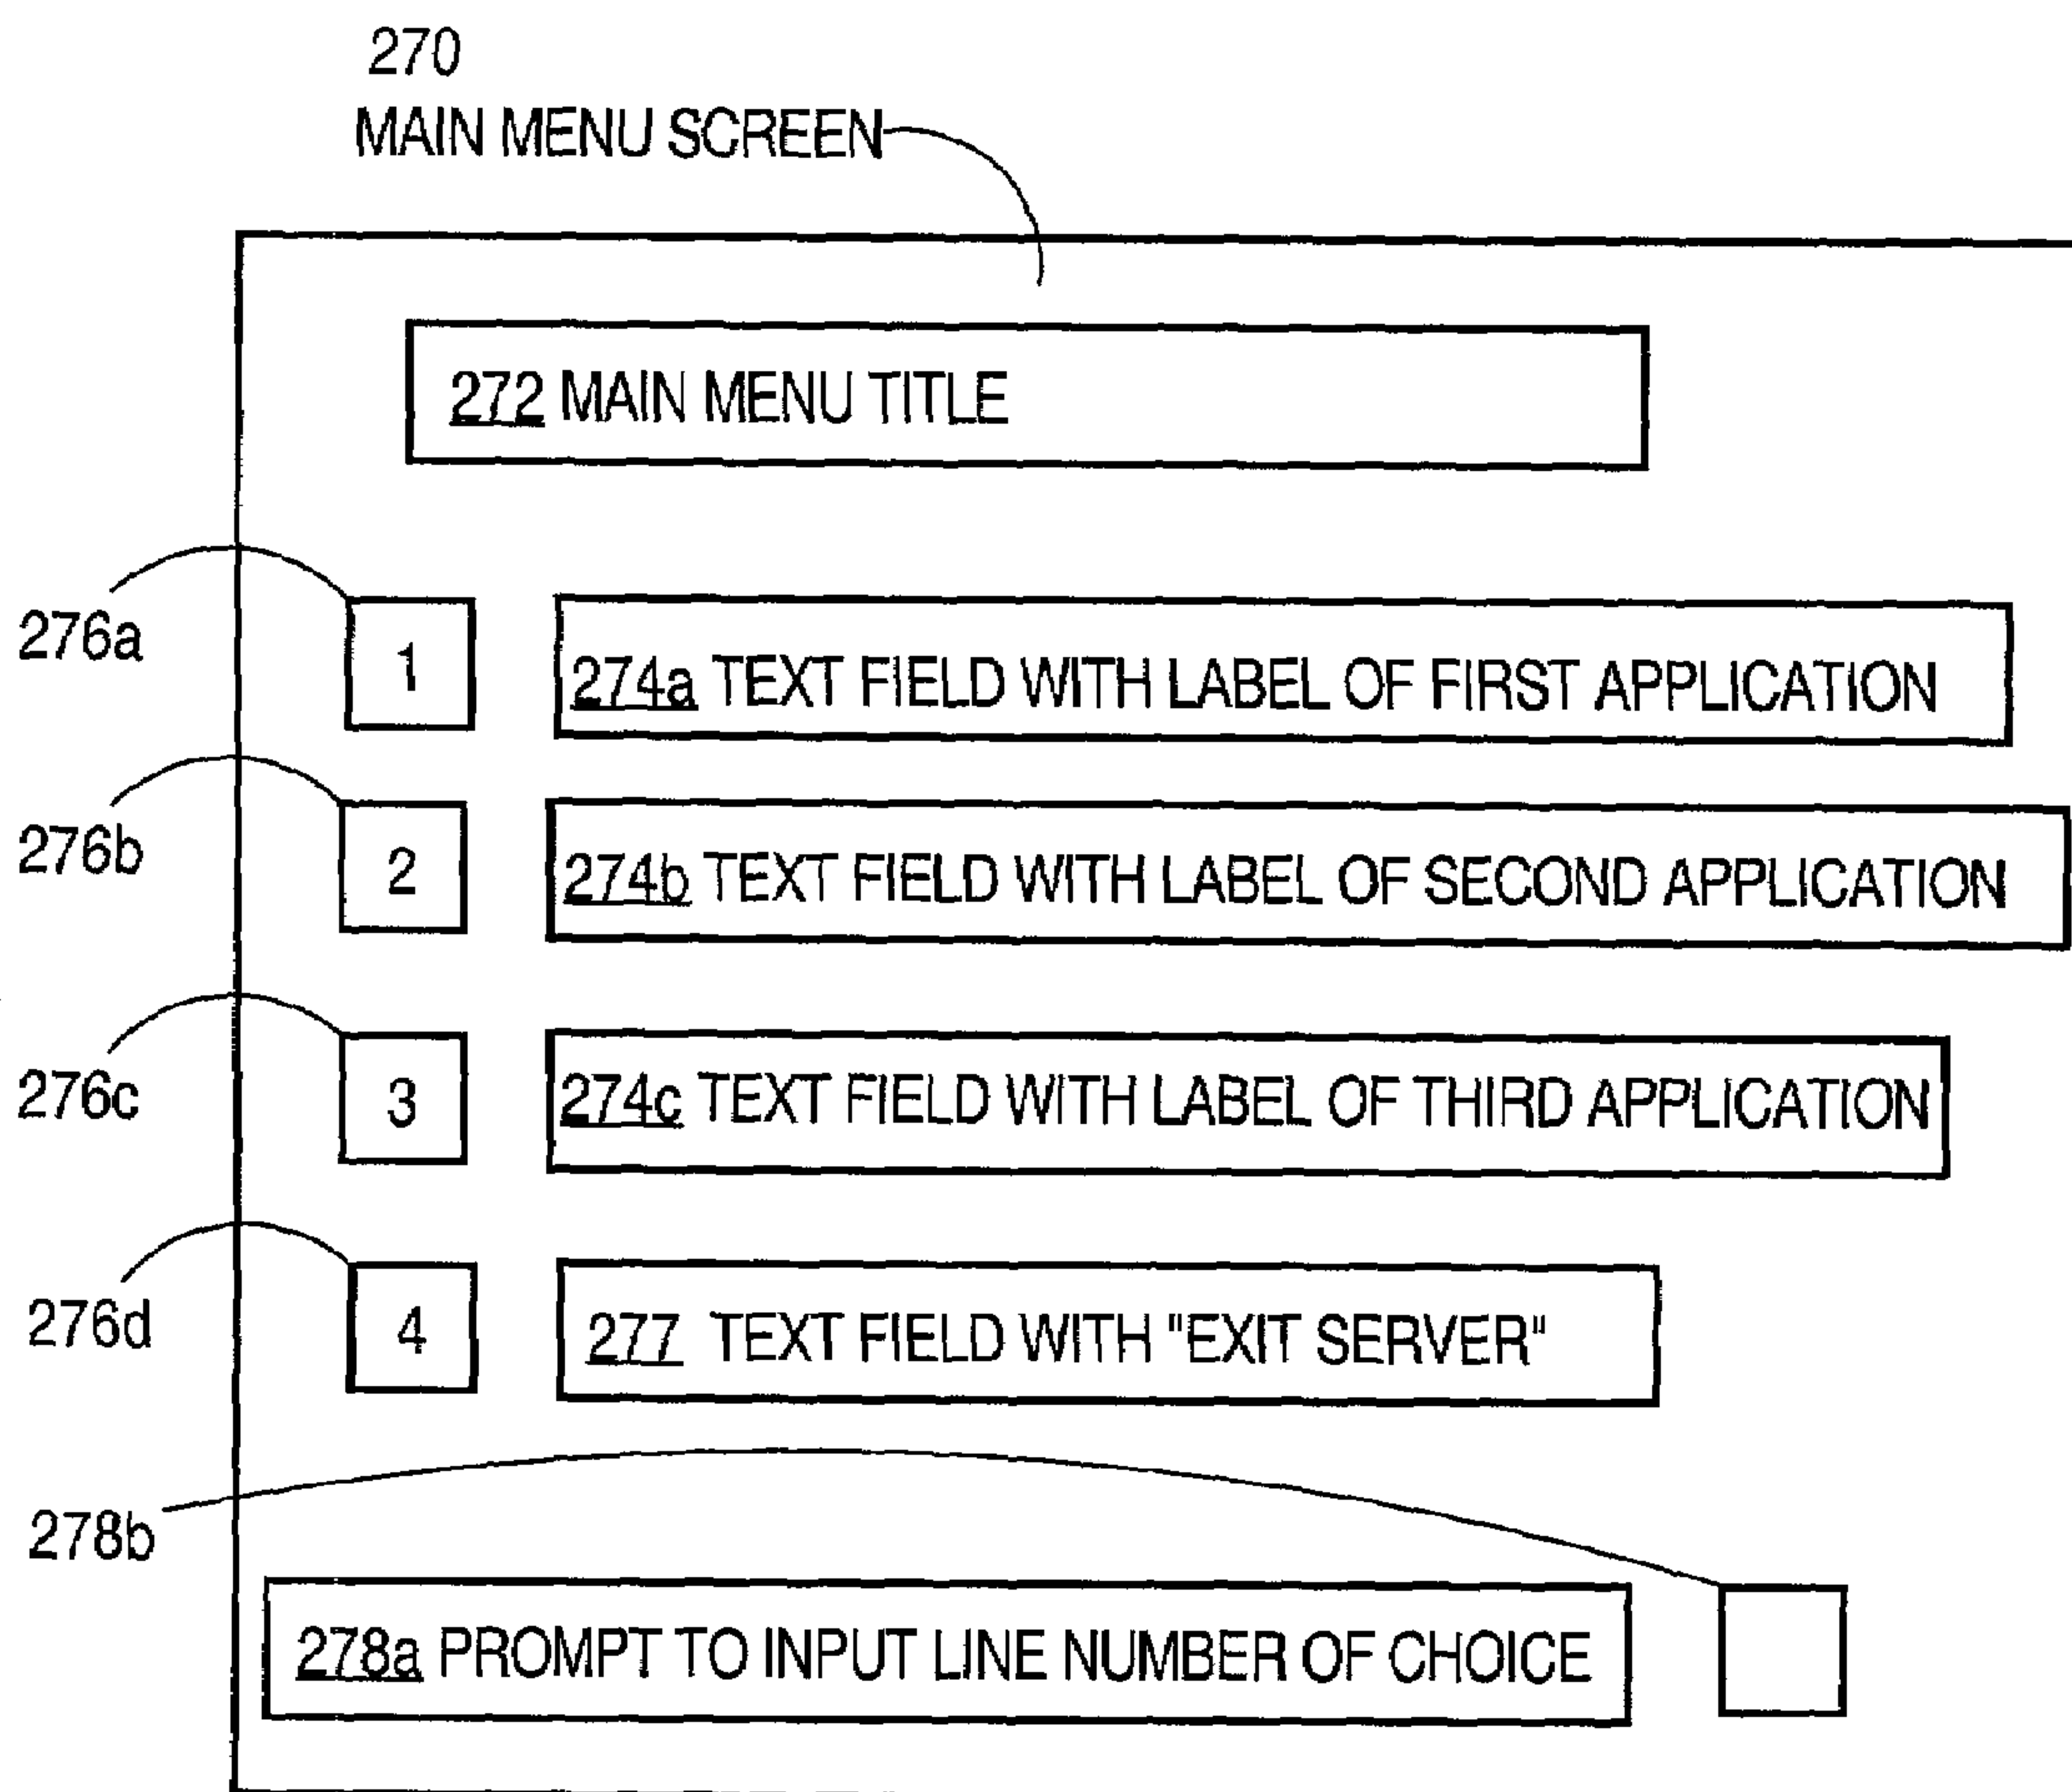 270
MAIN MENU SCREEN
272 MAIN MENU TITLE
276a
1
274a TEXT FIELD WITH LABEL OF FIRST APPLICATION
276b
2
274b TEXT FIELD WITH LABEL OF SECOND APPLICATION
276c
3
274c TEXT FIELD WITH LABEL OF THIRD APPLICATION
276d
4
277 TEXT FIELD WITH "EXIT SERVER"
278b
278a PROMPT TO INPUT LINE NUMBER OF CHOICE